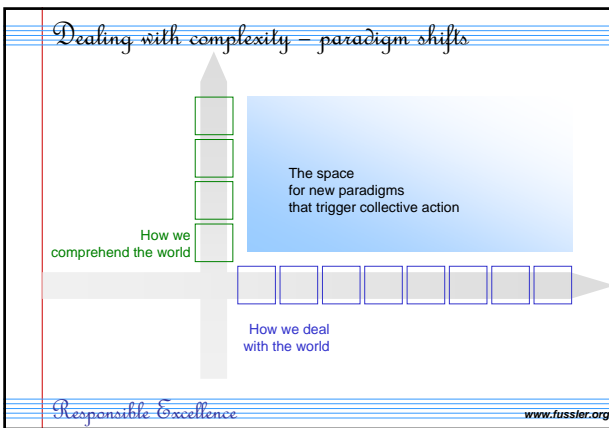 Dealing with complexity – paradigm shifts
The space
for new paradigms
that trigger collective action
How we
comprehend the world
How we deal
with the world
Responsible Excellence
www.fussler.org